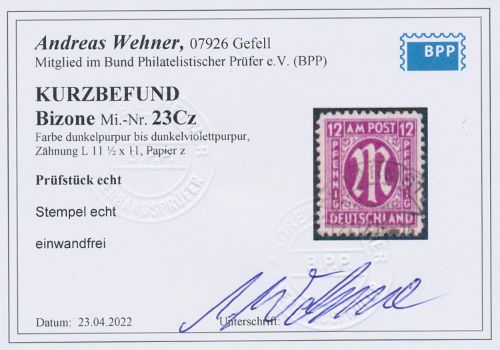 Andreas Wehner, 07926 Gefell
Mitglied im Bund Philatelistischer Prüfer e.V. (BPP)
BPP
KURZBEFUND
Bizone Mi.-Nr. 23Cz
Farbe dunkelpurpur bis dunkelviolettpurpur,
Zähnung L 11 ½ x 11, Papier z
Prüfstück echt
Stempel echt
einwandfrei
12 AM POST 12
PFENNIG
M
PFENNIG
DEUTSCHLAND
BPP
Datum: 23.04.2022
Unterschrift: